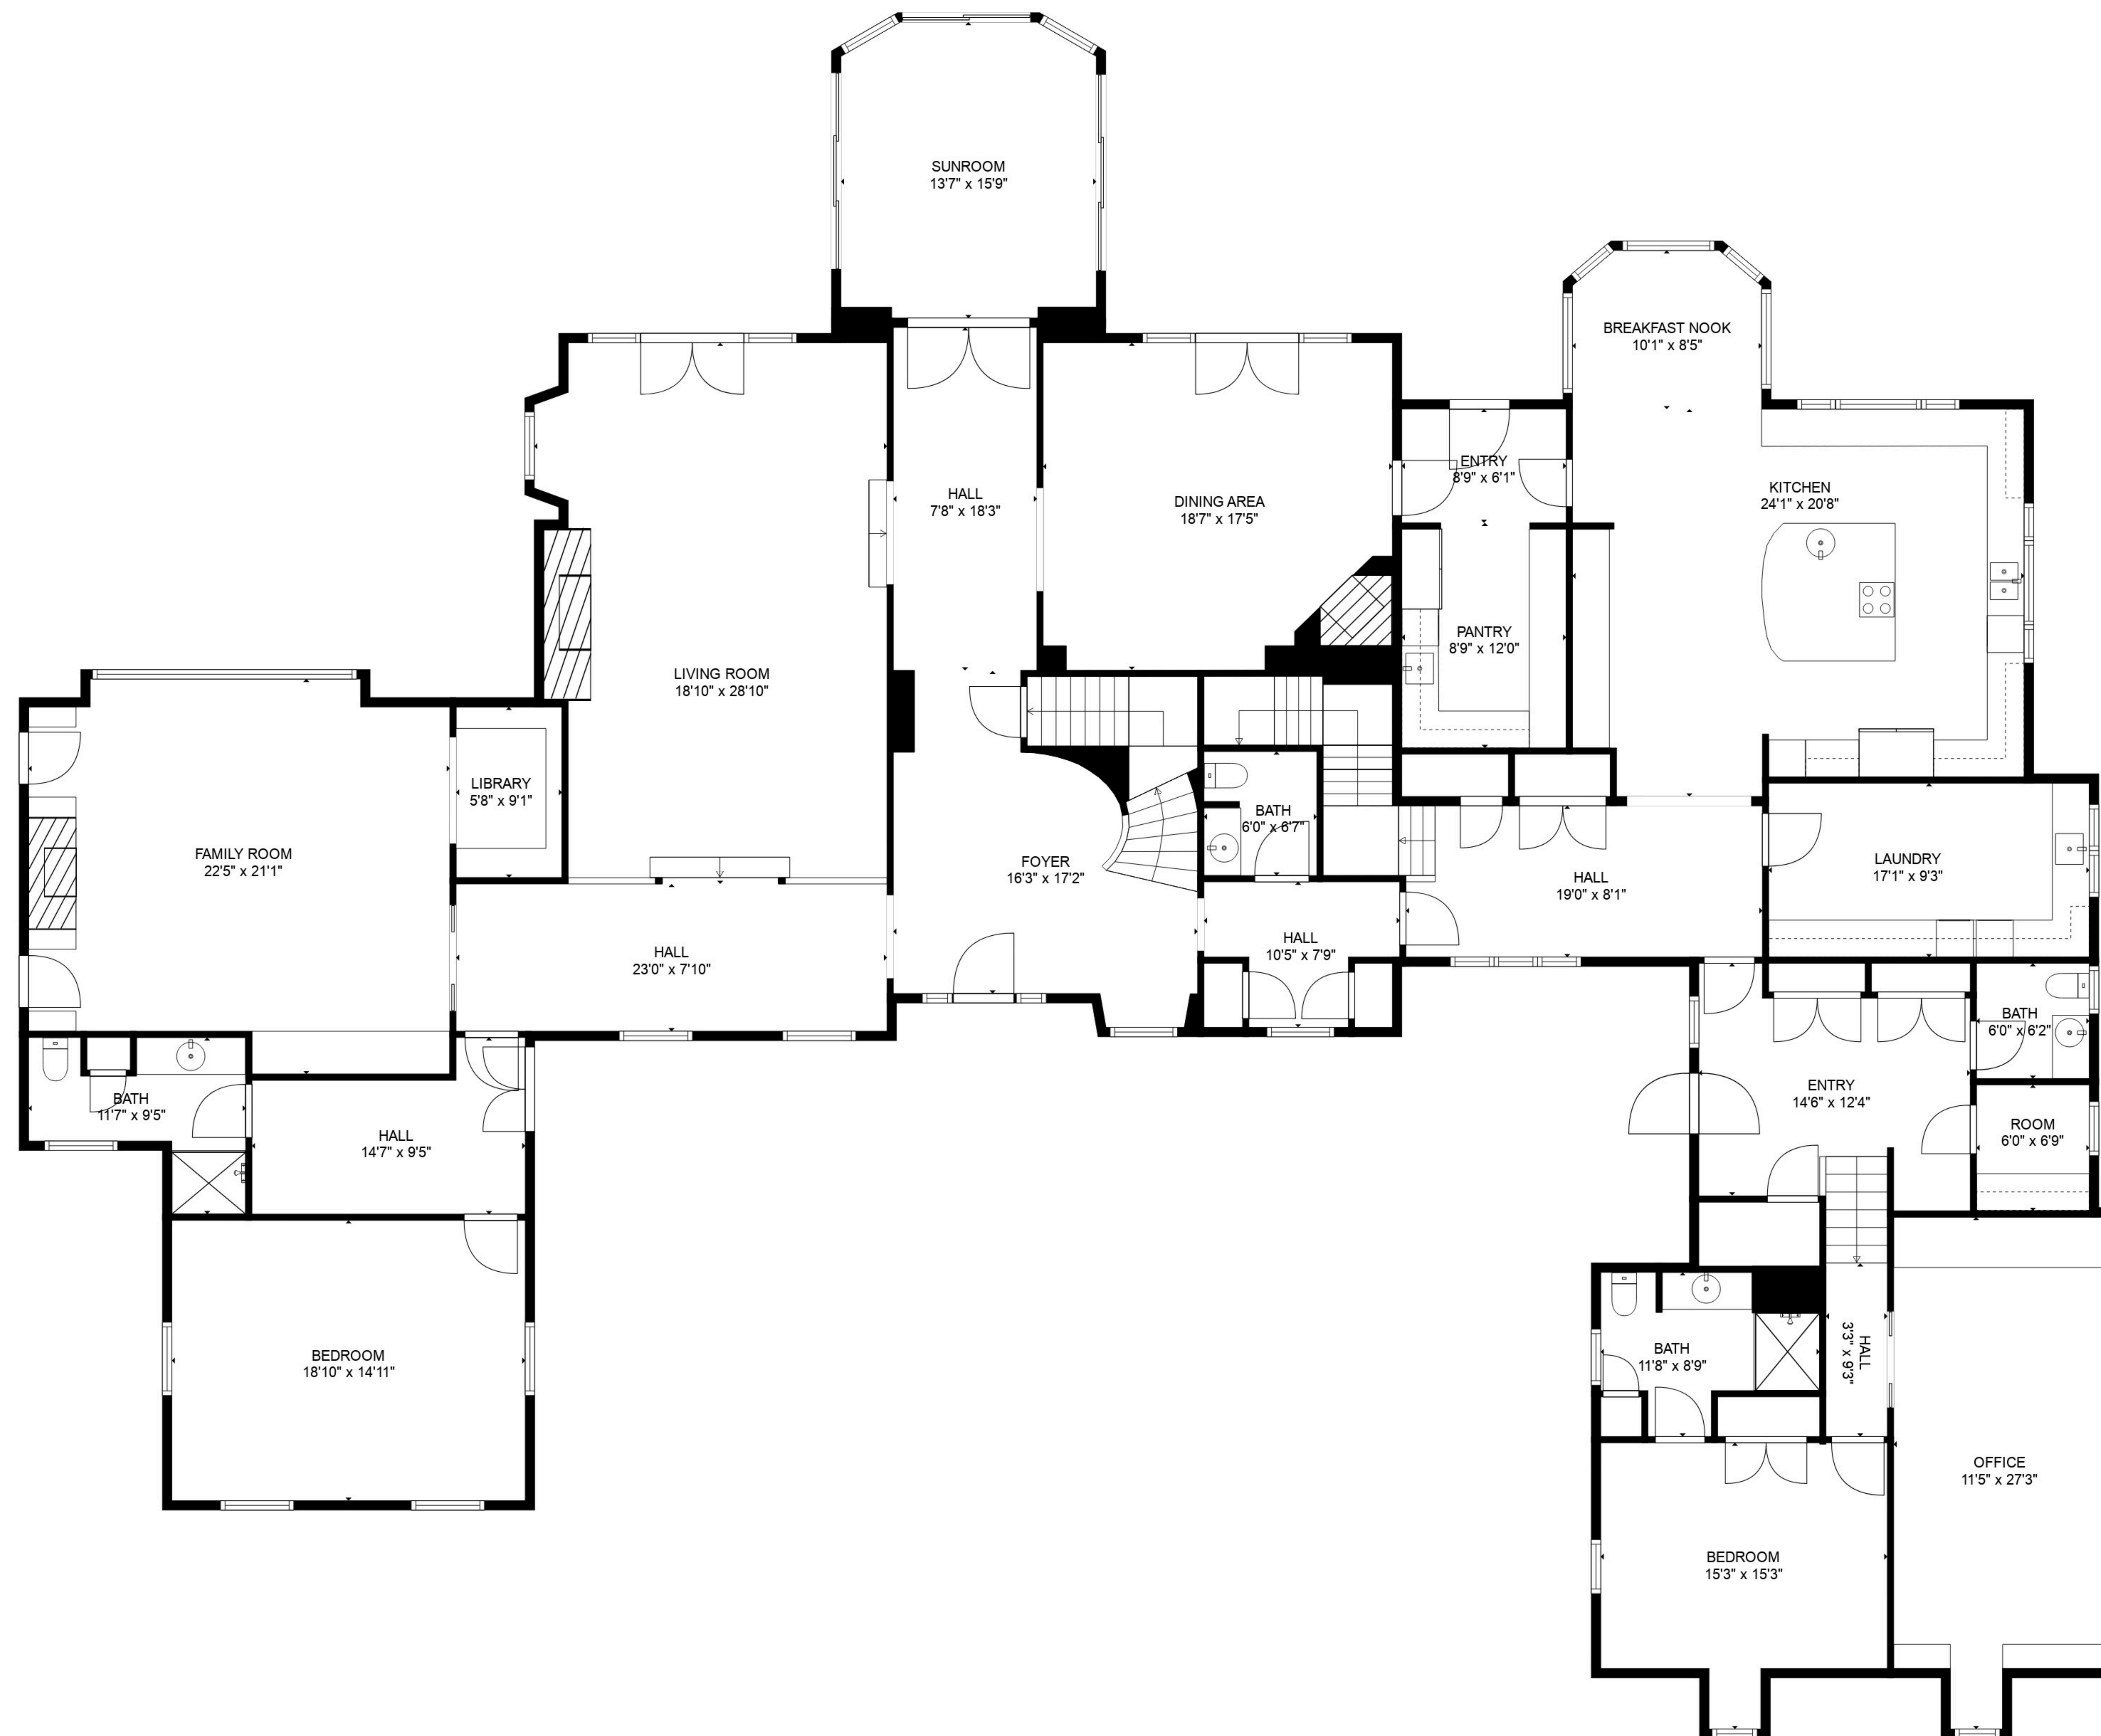 SUNROOM
13'7" x 15'9"
BREAKFAST NOOK
10'1" x 8'5"
ENTRY
8'9" x 6'1"
HALL
7'8" x 18'3"
DINING AREA
18'7" x 17'5"
KITCHEN
24'1" x 20'8"
PANTRY
8'9" x 12'0"
LIVING ROOM
18'10" x 28'10"
LIBRARY
5'8" x 9'1"
FAMILY ROOM
22'5" x 21'1"
BATH
6'0" x 6'7"
FOYER
16'3" x 17'2"
HALL
19'0" x 8'1"
LAUNDRY
17'1" x 9'3"
HALL
23'0" x 7'10"
HALL
10'5" x 7'9"
BATH
6'0" x 6'2"
ENTRY
14'6" x 12'4"
BATH
11'7" x 9'5"
HALL
14'7" x 9'5"
ROOM
6'0" x 6'9"
BEDROOM
18'10" x 14'11"
BATH
11'8" x 8'9"
HALL
3'3" x 9'3"
OFFICE
11'5" x 27'3"
BEDROOM
15'3" x 15'3"